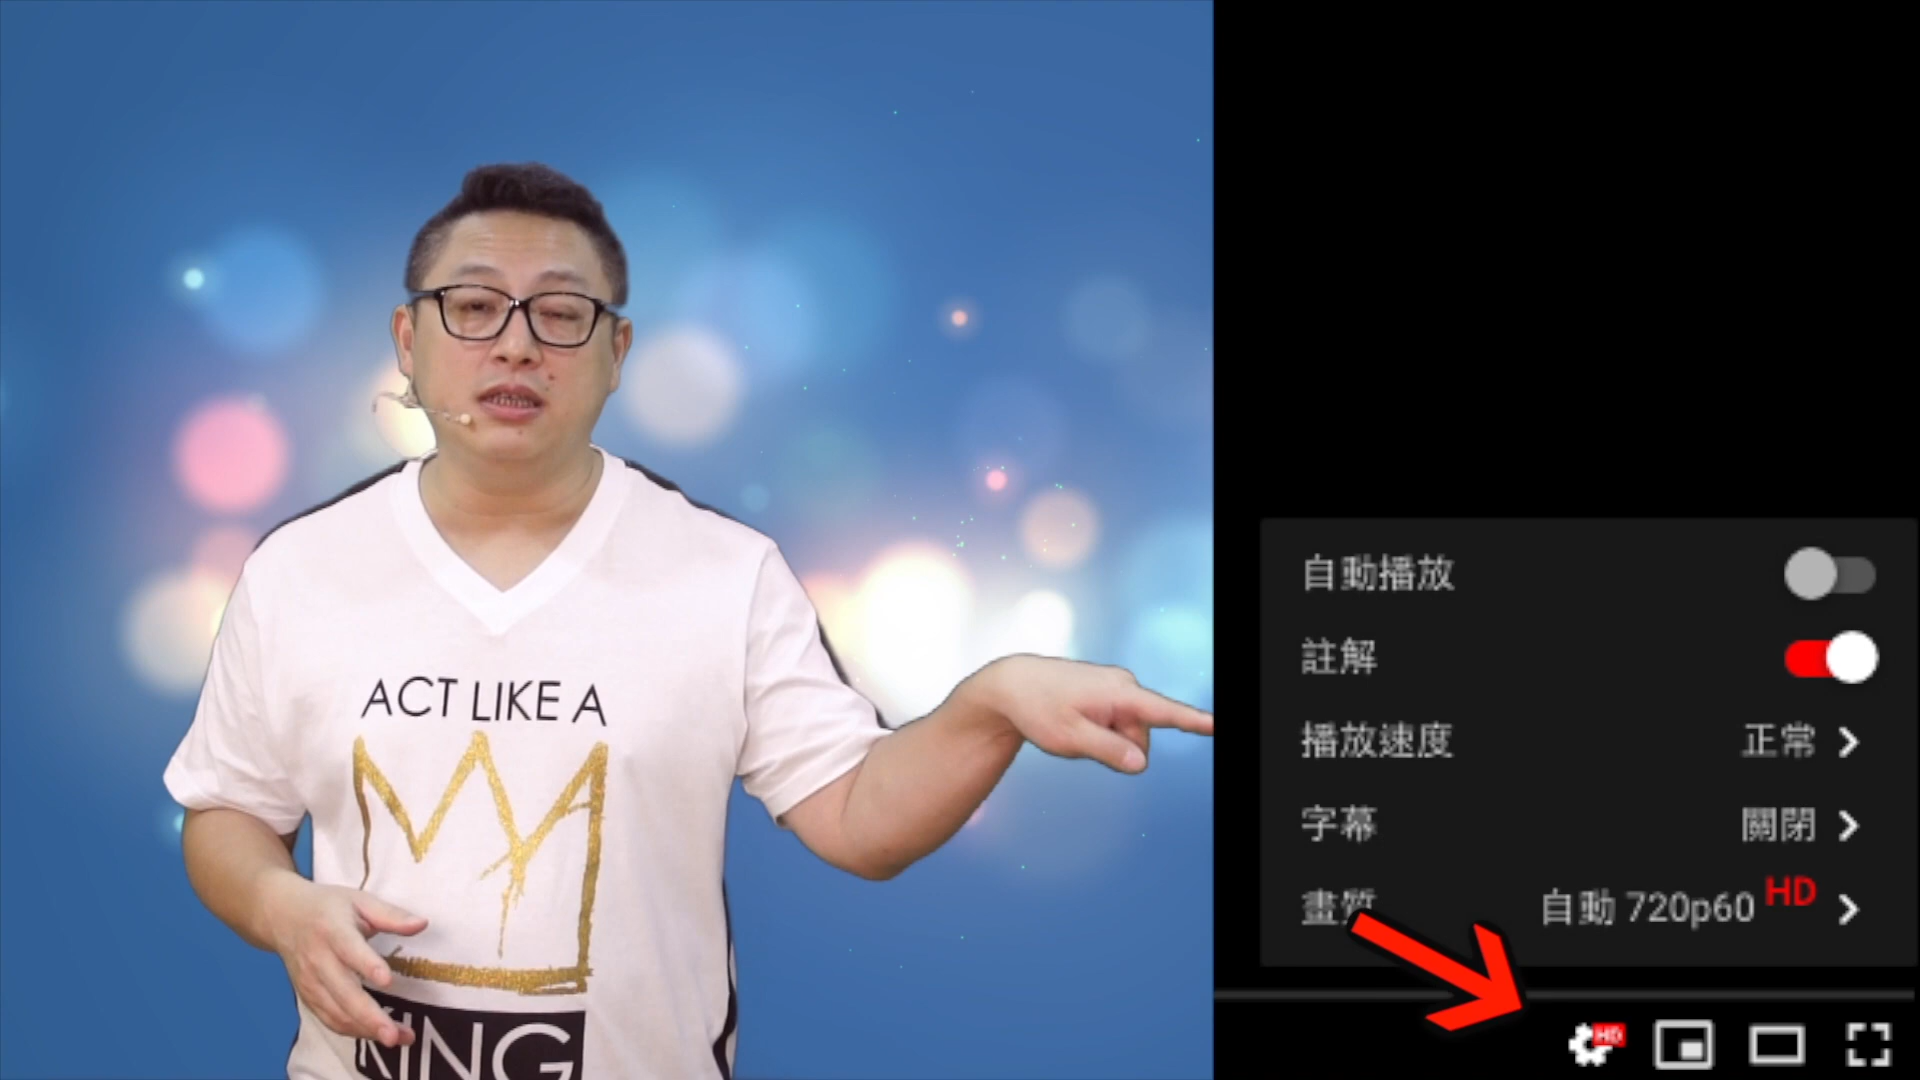 ACT LIKE A
KING
自動播放
註解
播放速度 正常
字幕 關閉
畫質 自動 720p60 HD
HD